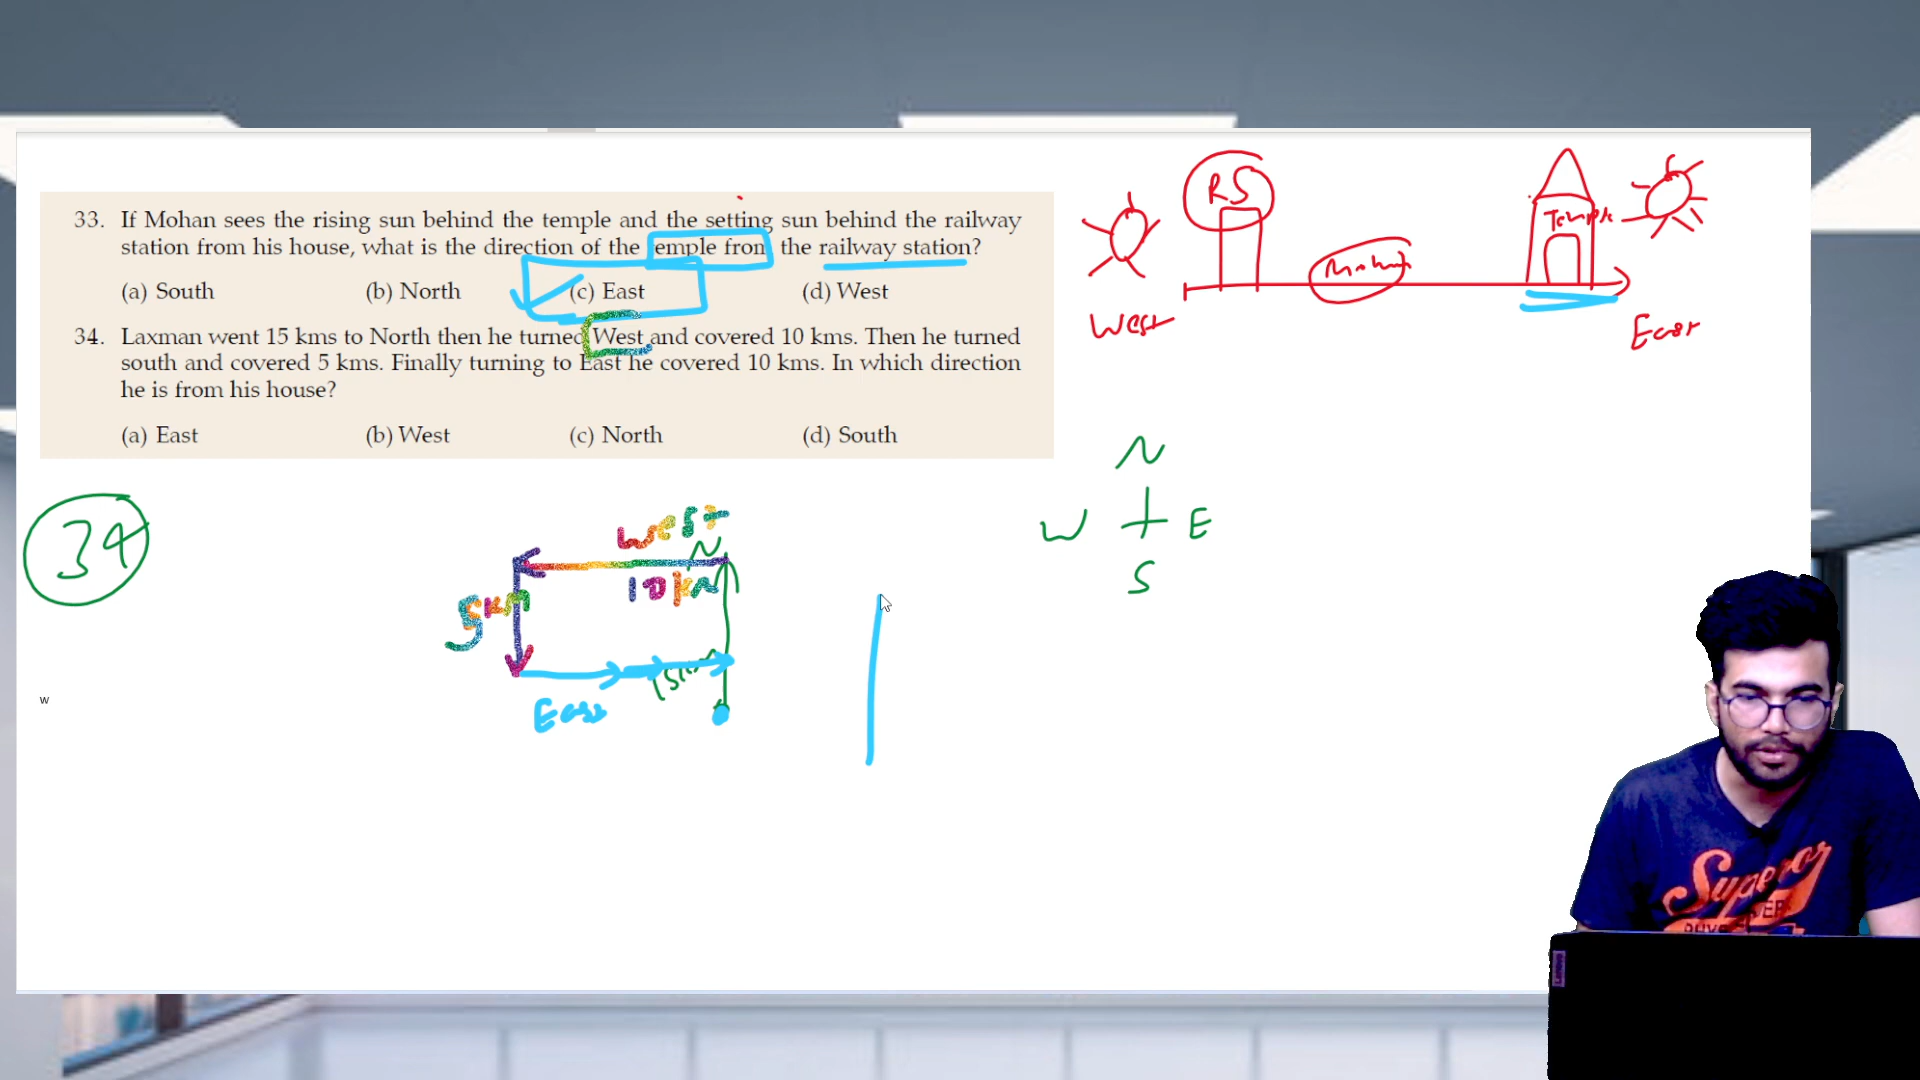 33. If Mohan sees the rising sun behind the temple and the setting sun behind the railway
station from his house, what is the direction of the emple from the railway station?
(a) South (b) North (c) East (d) West
34. Laxman went 15 kms to North then he turned West and covered 10 kms. Then he turned
south and covered 5 kms. Finally turning to East he covered 10 kms. In which direction
he is from his house?
(a) East (b) West (c) North (d) South
RS
Temple
Mohan
West
East
N
W E
S
34
West
N
10km
5km
15km
East
w
Superior
Lenovo